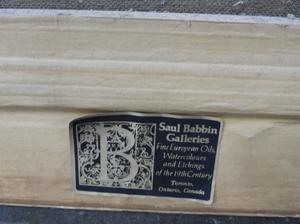 B
Saul Babbin
Galleries
Fine European Oils,
Watercolours
and Etchings
of the 19th Century
Toronto,
Ontario, Canada